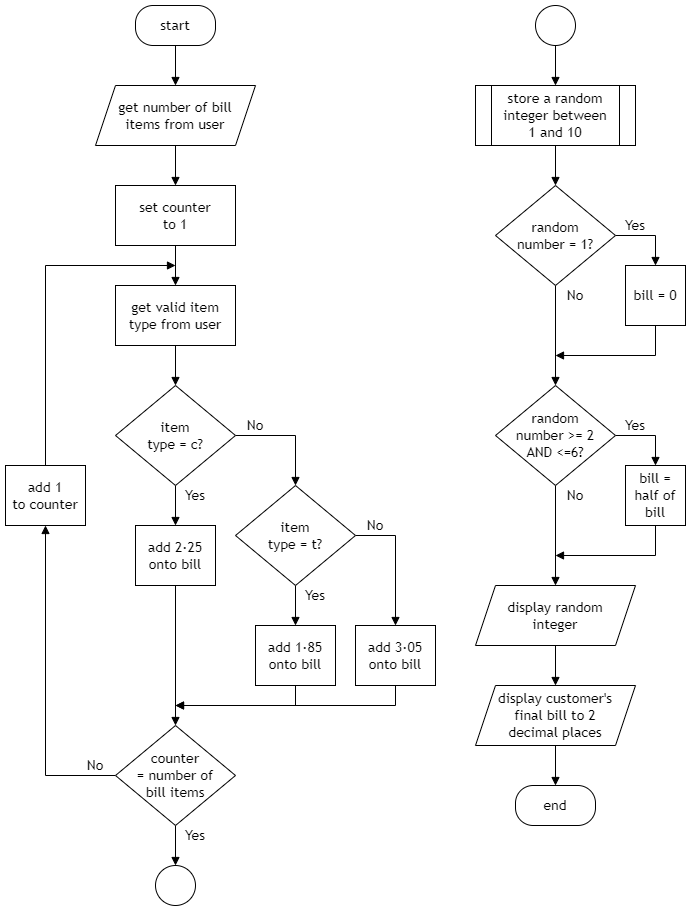 start
get number of bill
items from user
set counter
to 1
get valid item
type from user
item
type = c?
No
Yes
add 1
to counter
add 2·25
onto bill
item
type = t?
No
Yes
add 1·85
onto bill
add 3·05
onto bill
counter
= number of
bill items
No
Yes
store a random
integer between
1 and 10
random
number = 1?
Yes
No
bill = 0
random
number >= 2
AND <=6?
Yes
No
bill =
half of
bill
display random
integer
display customer's
final bill to 2
decimal places
end